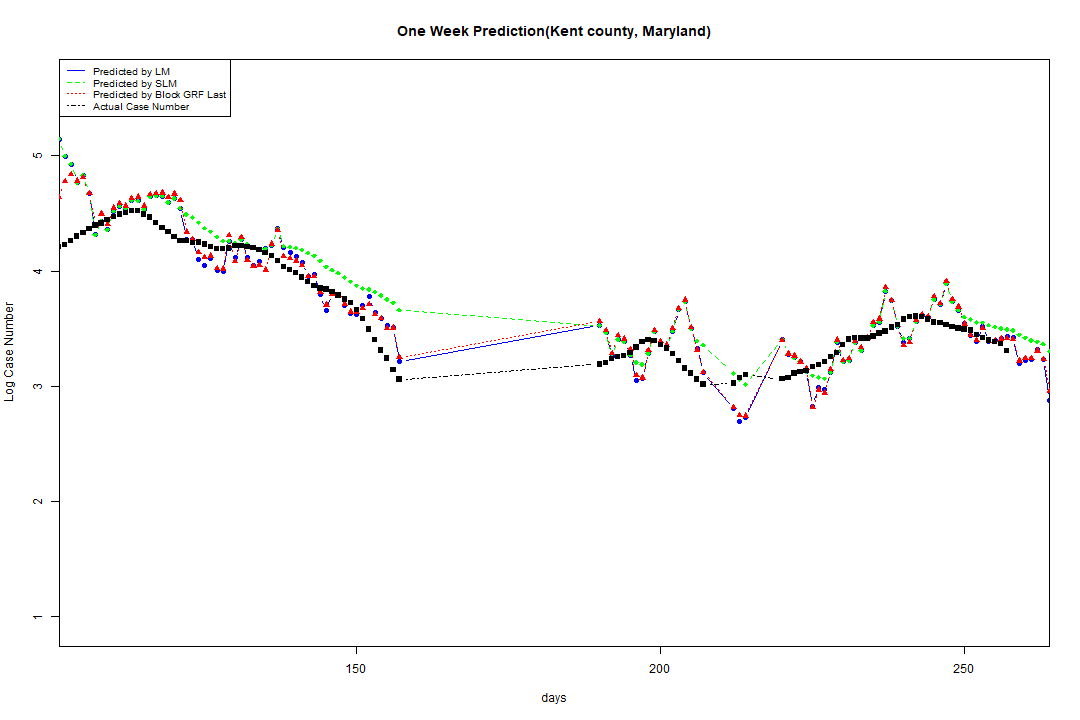 One Week Prediction(Kent county, Maryland)
Predicted by LM
Predicted by SLM
Predicted by Block GRF Last
Actual Case Number
5
4
3
2
1
Log Case Number
150
200
250
days